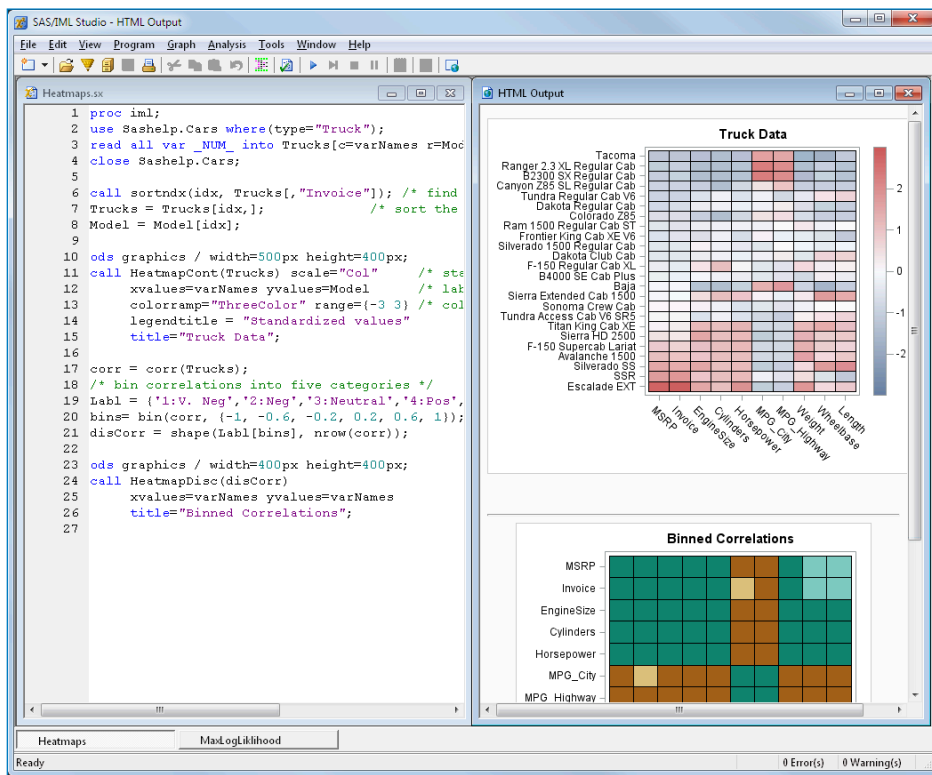 SAS/IML Studio - HTML Output
File Edit View Program Graph Analysis Tools Window Help
Heatmaps.sx
1 proc iml;
2 use Sashelp.Cars where(type="Truck");
3 read all var _NUM_ into Trucks[c=varNames r=Mod
4 close Sashelp.Cars;
5
6 call sortndx(idx, Trucks[,"Invoice"]); /* find
7 Trucks = Trucks[idx,]; /* sort the
8 Model = Model[idx];
9
10 ods graphics / width=500px height=400px;
11 call HeatmapCont(Trucks) scale="Col" /* sta
12 xvalues=varNames yvalues=Model /* lab
13 colorramp="ThreeColor" range={-3 3} /* col
14 legendtitle = "Standardized values"
15 title="Truck Data";
16
17 corr = corr(Trucks);
18 /* bin correlations into five categories */
19 Labl = {'1:V. Neg','2:Neg','3:Neutral','4:Pos',
20 bins= bin(corr, {-1, -0.6, -0.2, 0.2, 0.6, 1});
21 disCorr = shape(Labl[bins], nrow(corr));
22
23 ods graphics / width=400px height=400px;
24 call HeatmapDisc(disCorr)
25 xvalues=varNames yvalues=varNames
26 title="Binned Correlations";
27
HTML Output
Truck Data
Tacoma
Ranger 2.3 XL Regular Cab
B2300 SX Regular Cab
Canyon Z85 SL Regular Cab
Tundra Regular Cab V6
Dakota Regular Cab
Colorado Z85
Ram 1500 Regular Cab ST
Frontier King Cab XE V6
Silverado 1500 Regular Cab
Dakota Club Cab
F-150 Regular Cab XL
B4000 SE Cab Plus
Baja
Sierra Extended Cab 1500
Sonoma Crew Cab
Tundra Access Cab V6 SR5
Titan King Cab XE
Sierra HD 2500
F-150 Supercab Lariat
Avalanche 1500
Silverado SS
SSR
Escalade EXT
MSRP
Invoice
EngineSize
Cylinders
Horsepower
MPG_City
MPG_Highway
Weight
Wheelbase
Length
2
1
0
-1
-2
Binned Correlations
MSRP
Invoice
EngineSize
Cylinders
Horsepower
MPG_City
MPG_Highway
Heatmaps
MaxLogLiklihood
Ready
0 Error(s)
0 Warning(s)